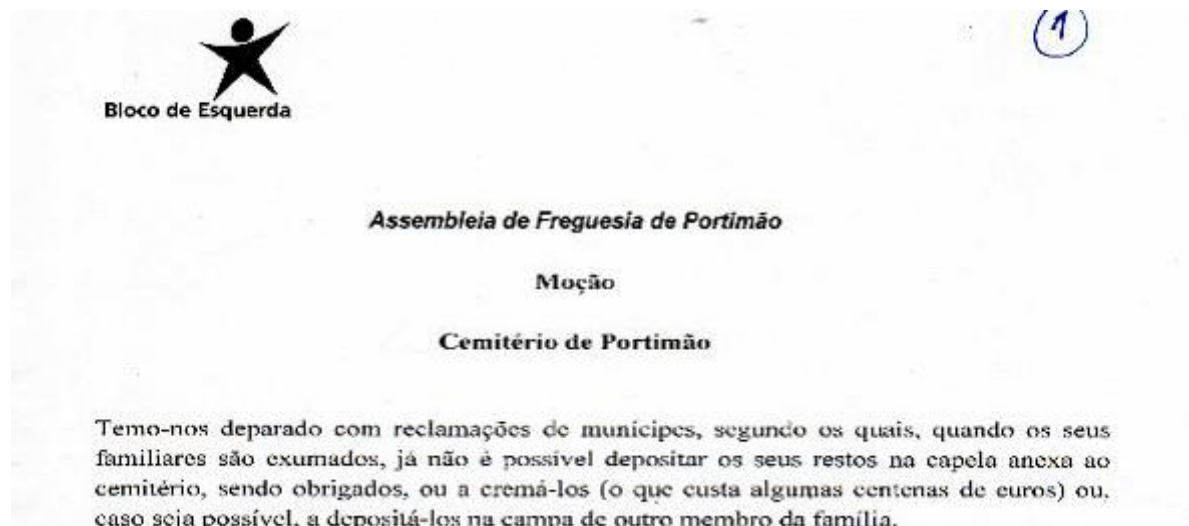 1
Bloco de Esquerda
Assembleia de Freguesia de Portimão
Moção
Cemitério de Portimão
Temo-nos deparado com reclamações de munícipes, segundo os quais, quando os seus
familiares são exumados, já não é possível depositar os seus restos na capela anexa ao
cemitério, sendo obrigados, ou a cremá-los (o que custa algumas centenas de euros) ou,
caso seja possível, a depositá-los na campa de outro membro da família.